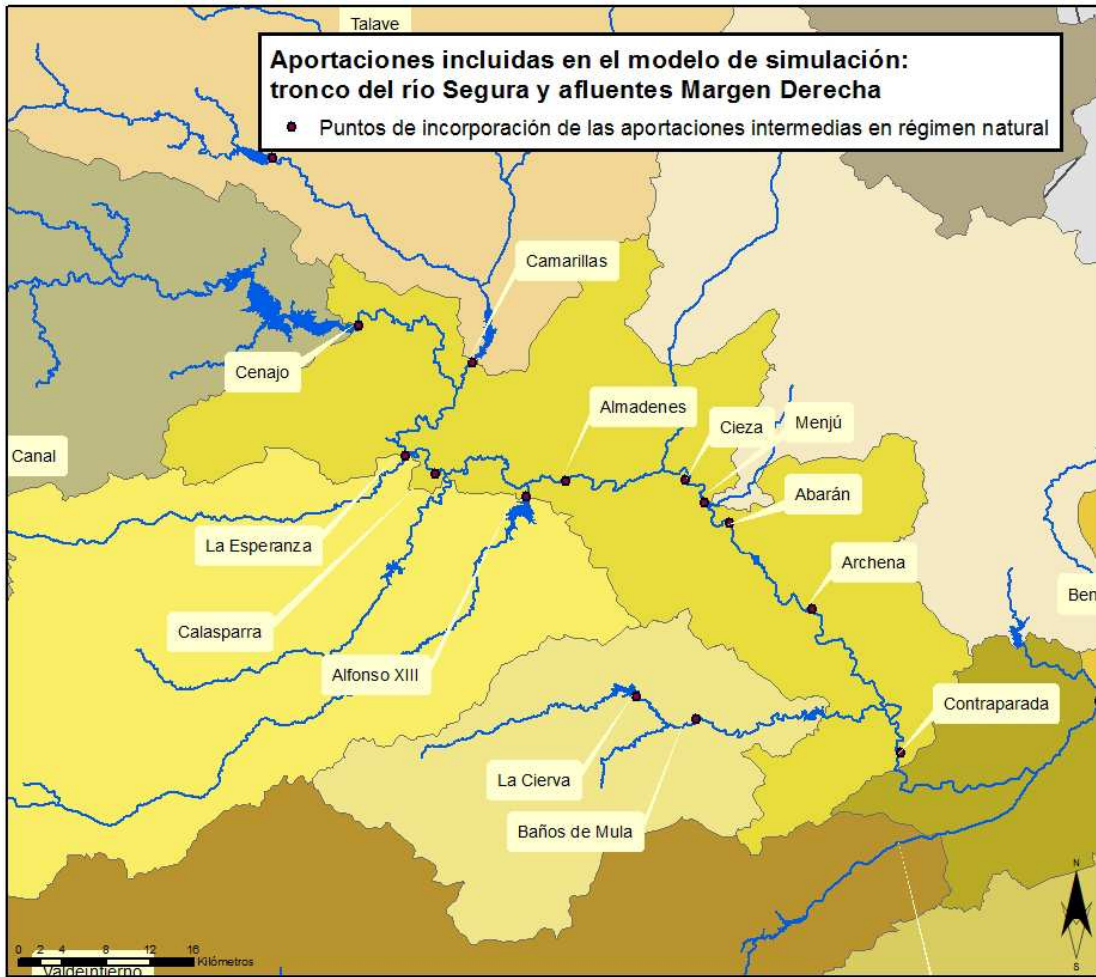 Talave
Aportaciones incluidas en el modelo de simulación:
tronco del río Segura y afluentes Margen Derecha
Puntos de incorporación de las aportaciones intermedias en régimen natural
Camarillas
Cenajo
Almadenes
Cieza
Menjú
Canal
Abarán
La Esperanza
Archena
Ben
Calasparra
Alfonso XIII
Contraparada
La Cierva
Baños de Mula
N
S
0 2 4 8 12 16
Kilómetros
Valdeinfierno